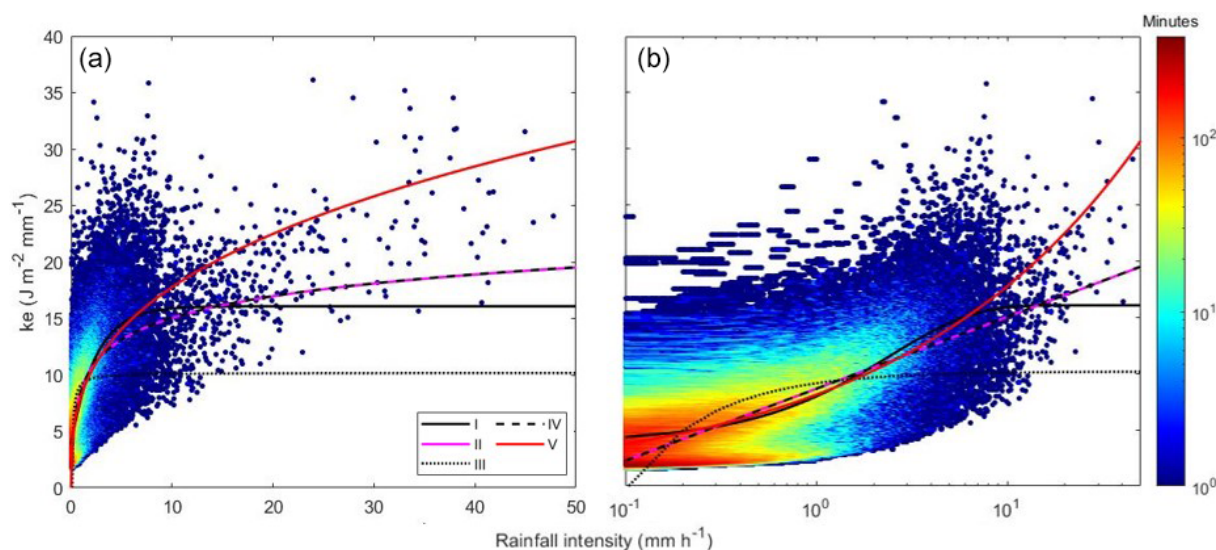 (a)
(b)
Minutes
40
35
30
25
20
15
10
5
0
ke (J m⁻² mm⁻¹)
I
II
III
IV
V
0
10
20
30
40
50
10⁻¹
10⁰
10¹
10²
10¹
10⁰
Rainfall intensity (mm h⁻¹)